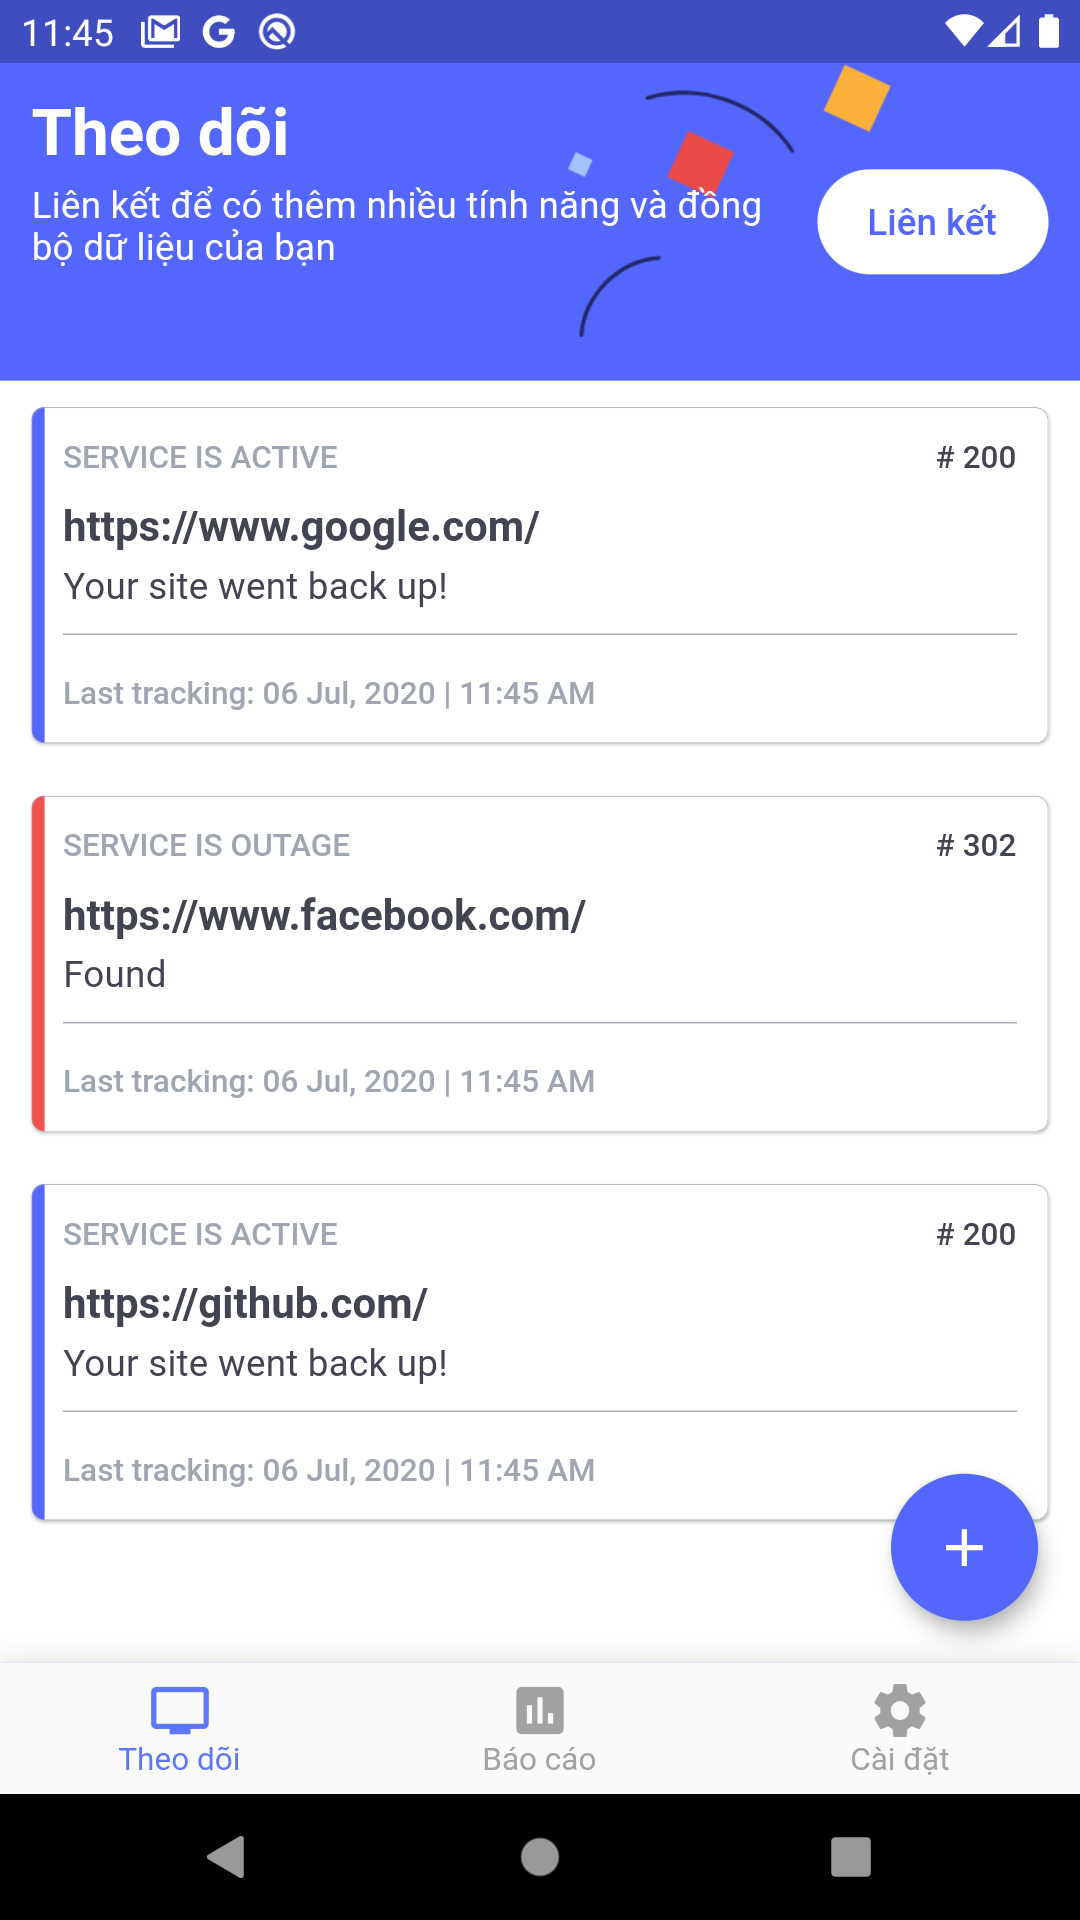 11:45
Theo dõi
Liên kết để có thêm nhiều tính năng và đồng
bộ dữ liệu của bạn
Liên kết
SERVICE IS ACTIVE # 200
https://www.google.com/
Your site went back up!
Last tracking: 06 Jul, 2020 | 11:45 AM
SERVICE IS OUTAGE # 302
https://www.facebook.com/
Found
Last tracking: 06 Jul, 2020 | 11:45 AM
SERVICE IS ACTIVE # 200
https://github.com/
Your site went back up!
Last tracking: 06 Jul, 2020 | 11:45 AM
Theo dõi Báo cáo Cài đặt